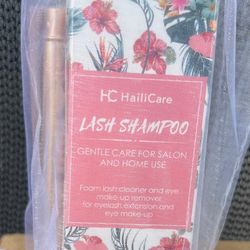 HC HailiCare
LASH SHAMPOO
GENTLE CARE FOR SALON
AND HOME USE
Foam lash cleaner and eye
make-up remover
for eyelash extension and
eye make-up